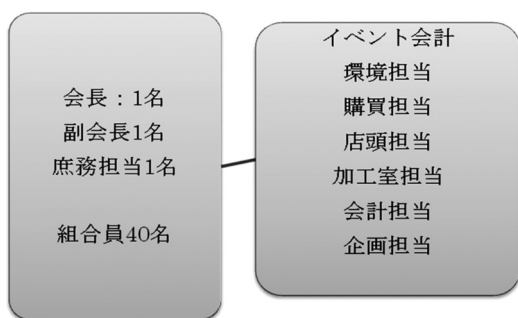 会長：1名
副会長1名
庶務担当1名
組合員40名
イベント会計
環境担当
購買担当
店頭担当
加工室担当
会計担当
企画担当